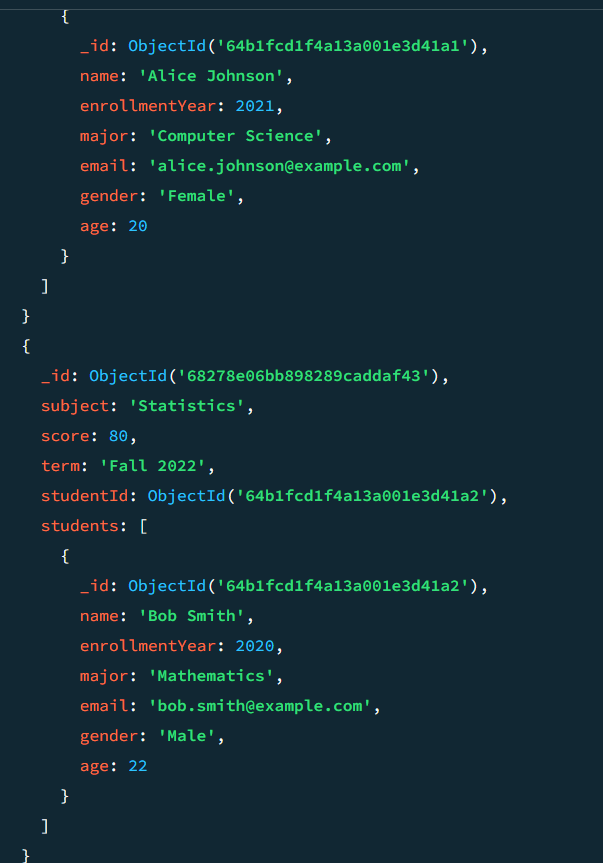 {
_id: ObjectId('64b1fcd1f4a13a001e3d41a1'),
name: 'Alice Johnson',
enrollmentYear: 2021,
major: 'Computer Science',
email: 'alice.johnson@example.com',
gender: 'Female',
age: 20
}
]
}
{
_id: ObjectId('68278e06bb898289caddaf43'),
subject: 'Statistics',
score: 80,
term: 'Fall 2022',
studentId: ObjectId('64b1fcd1f4a13a001e3d41a2'),
students: [
{
_id: ObjectId('64b1fcd1f4a13a001e3d41a2'),
name: 'Bob Smith',
enrollmentYear: 2020,
major: 'Mathematics',
email: 'bob.smith@example.com',
gender: 'Male',
age: 22
}
]
}